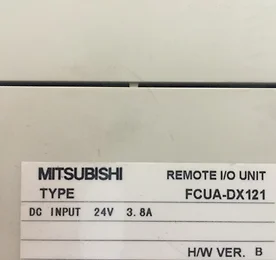 MITSUBISHI REMOTE I/O UNIT
TYPE FCUA-DX121
DC INPUT 24V 3.8A
H/W VER. B